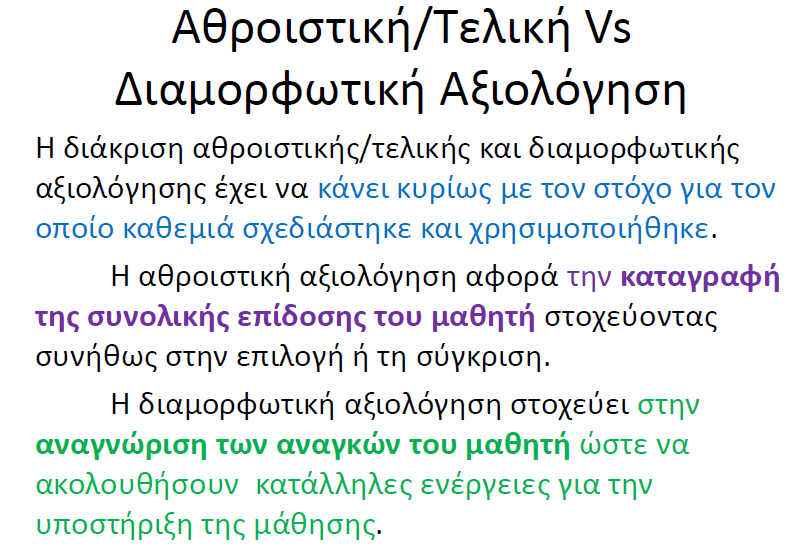 Αθροιστική/Τελική Vs
Διαμορφωτική Αξιολόγηση
Η διάκριση αθροιστικής/τελικής και διαμορφωτικής
αξιολόγησης έχει να κάνει κυρίως με τον στόχο για τον
οποίο καθεμιά σχεδιάστηκε και χρησιμοποιήθηκε.
Η αθροιστική αξιολόγηση αφορά την καταγραφή
της συνολικής επίδοσης του μαθητή στοχεύοντας
συνήθως στην επιλογή ή τη σύγκριση.
Η διαμορφωτική αξιολόγηση στοχεύει στην
αναγνώριση των αναγκών του μαθητή ώστε να
ακολουθήσουν κατάλληλες ενέργειες για την
υποστήριξη της μάθησης.